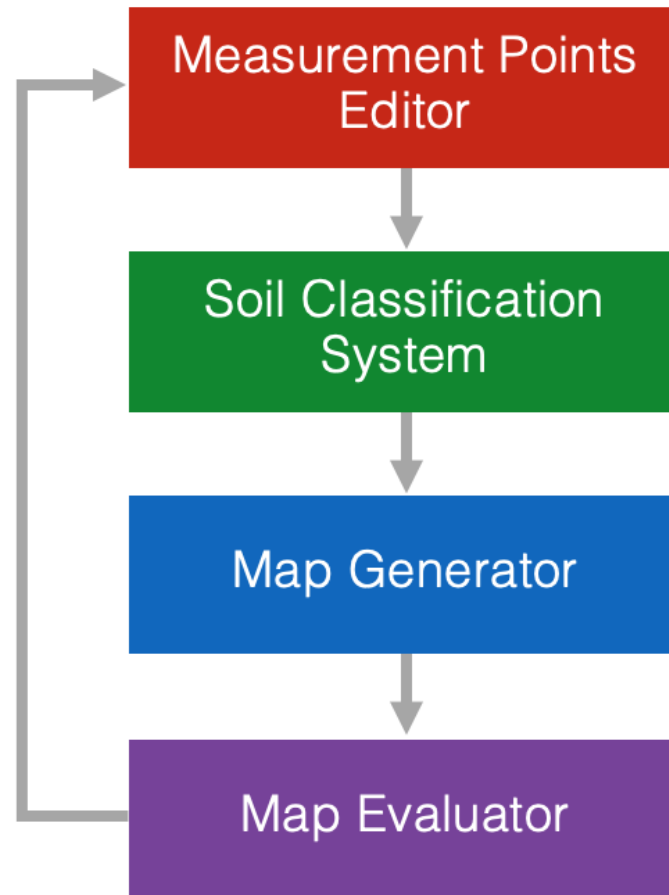 Measurement Points
Editor
Soil Classification
System
Map Generator
Map Evaluator